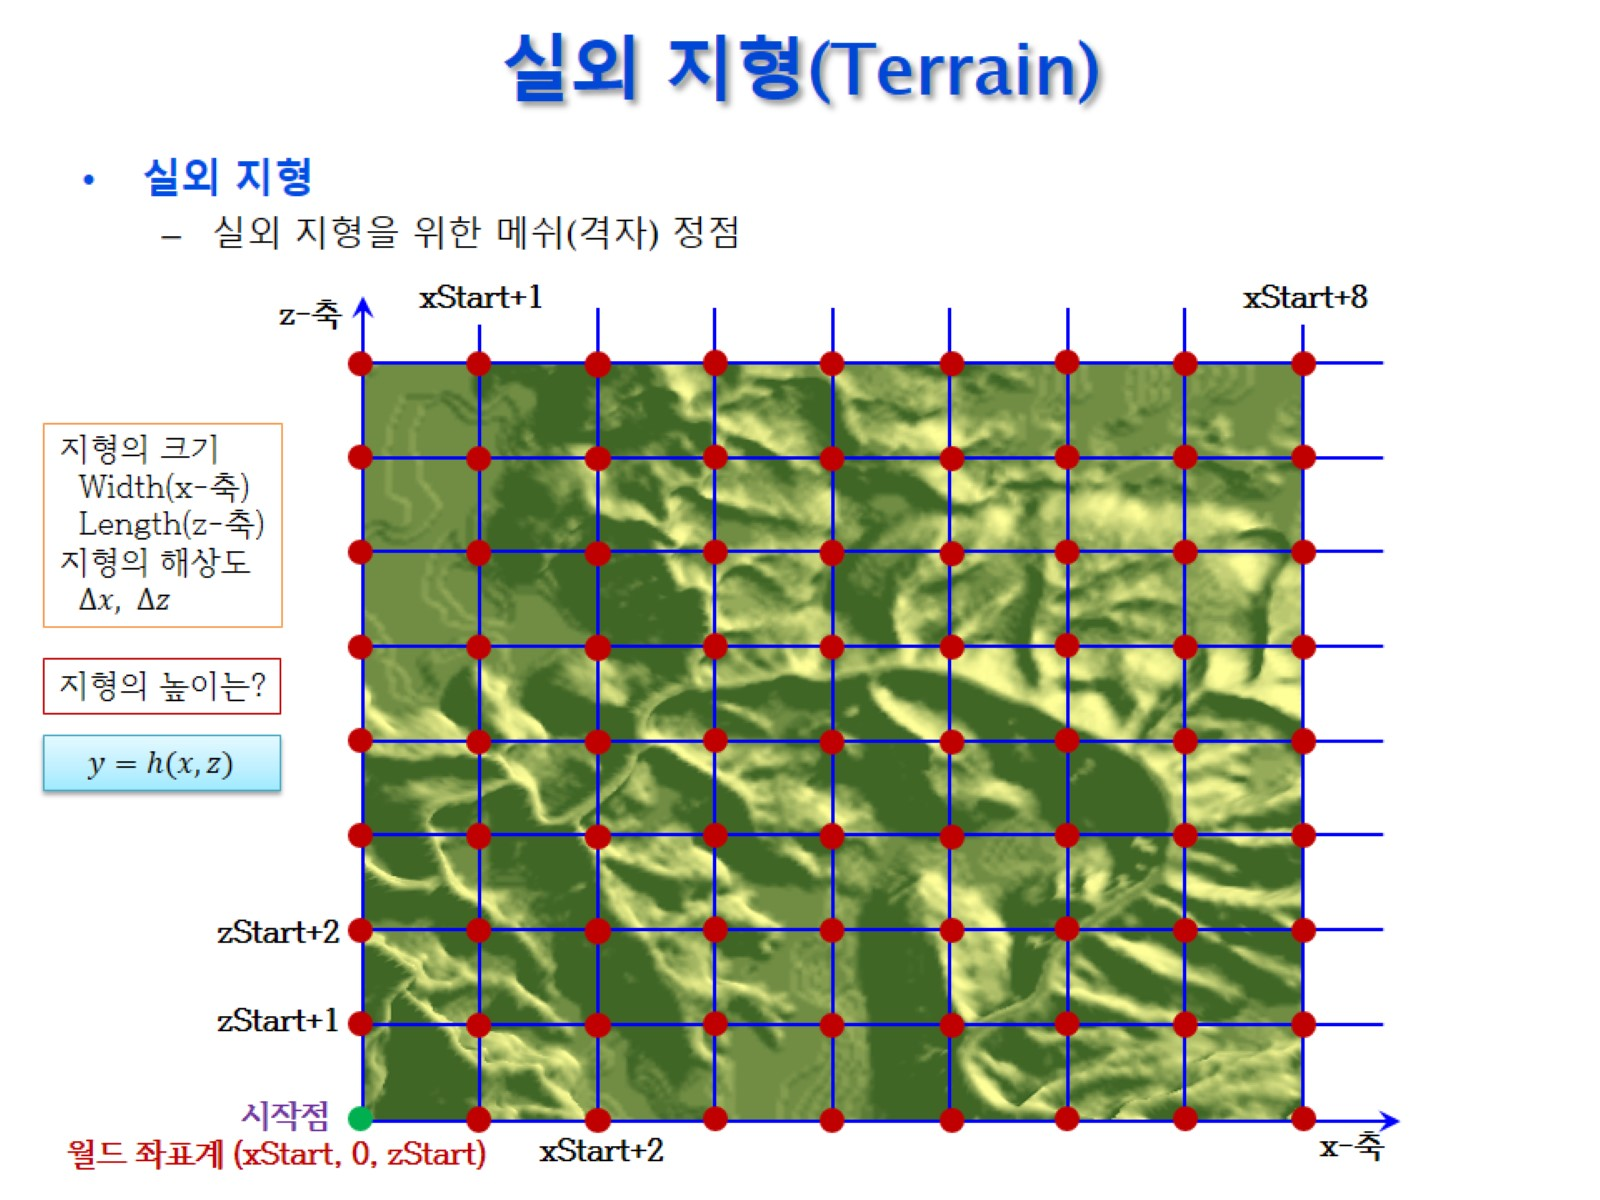 실외 지형(Terrain)
• 실외 지형
– 실외 지형을 위한 메쉬(격자) 정점
xStart+1
xStart+8
z-축
지형의 크기
Width(x-축)
Length(z-축)
지형의 해상도
Δx, Δz
지형의 높이는?
y = h(x, z)
zStart+2
zStart+1
시작점
월드 좌표계 (xStart, 0, zStart)
xStart+2
x-축